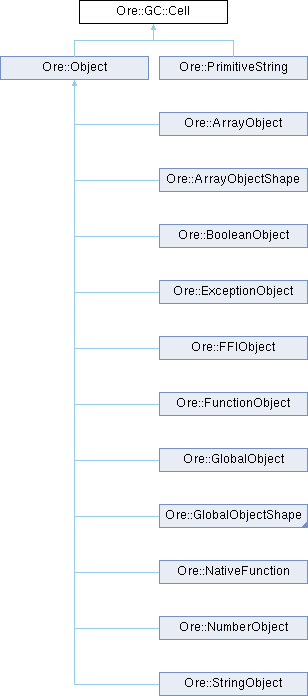 Ore::GC::Cell
Ore::Object
Ore::PrimitiveString
Ore::ArrayObject
Ore::ArrayObjectShape
Ore::BooleanObject
Ore::ExceptionObject
Ore::FFIObject
Ore::FunctionObject
Ore::GlobalObject
Ore::GlobalObjectShape
Ore::NativeFunction
Ore::NumberObject
Ore::StringObject